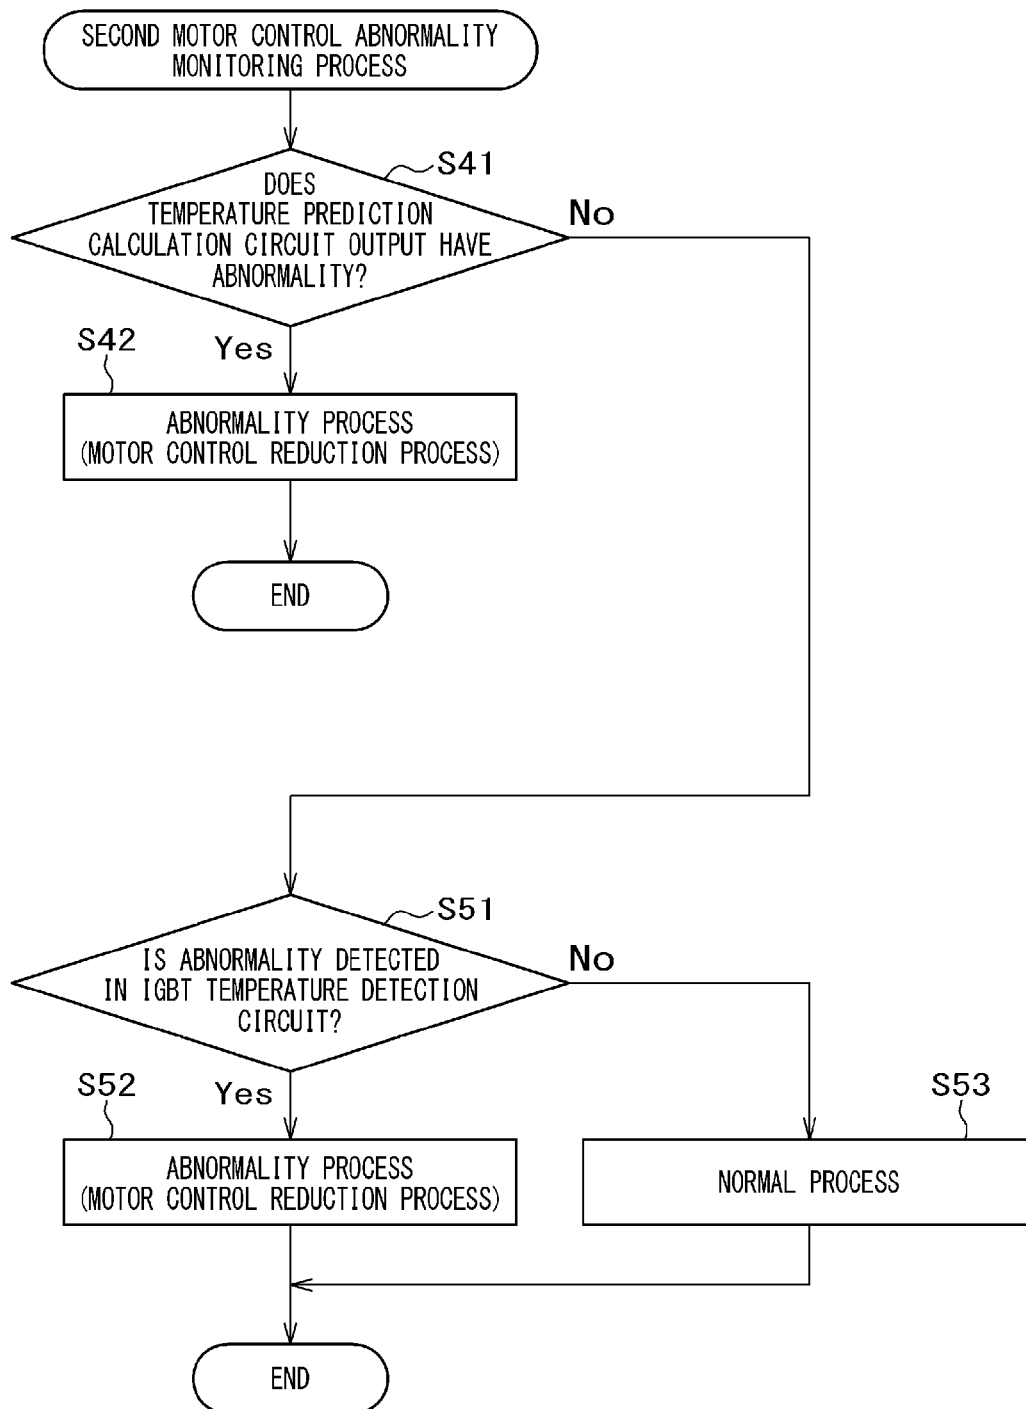 SECOND MOTOR CONTROL ABNORMALITY
MONITORING PROCESS
S41
DOES
TEMPERATURE PREDICTION
CALCULATION CIRCUIT OUTPUT HAVE
ABNORMALITY?
No
Yes
S42
ABNORMALITY PROCESS
(MOTOR CONTROL REDUCTION PROCESS)
END
S51
IS ABNORMALITY DETECTED
IN IGBT TEMPERATURE DETECTION
CIRCUIT?
No
Yes
S52
ABNORMALITY PROCESS
(MOTOR CONTROL REDUCTION PROCESS)
S53
NORMAL PROCESS
END